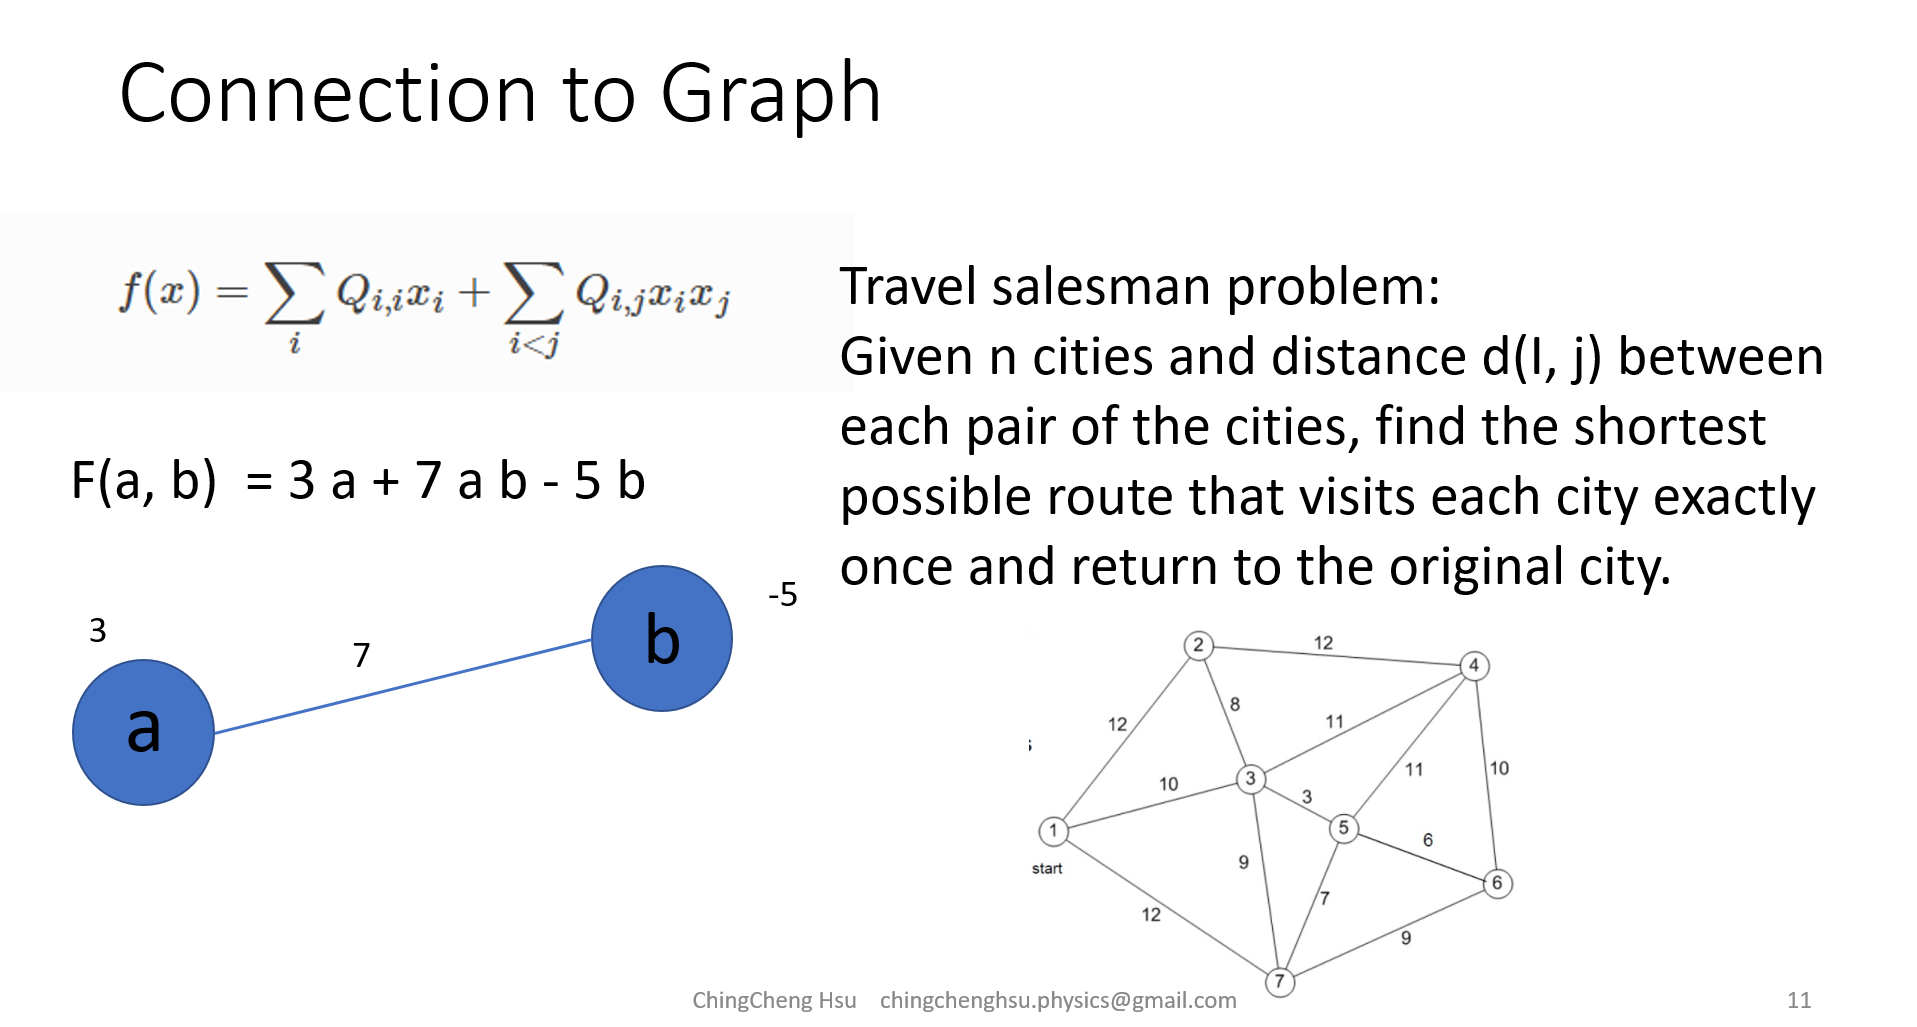 Connection to Graph
f(x) = ∑ Q_{i,i}x_i + ∑ Q_{i,j}x_i x_j
i i<j
F(a, b) = 3 a + 7 a b - 5 b
3
7
-5
a
b
Travel salesman problem:
Given n cities and distance d(I, j) between
each pair of the cities, find the shortest
possible route that visits each city exactly
once and return to the original city.
2
12
4
8
12
11
11
10
10
3
3
1
5
6
start
9
6
7
12
9
7
ChingCheng Hsu chingchenghsu.physics@gmail.com
11